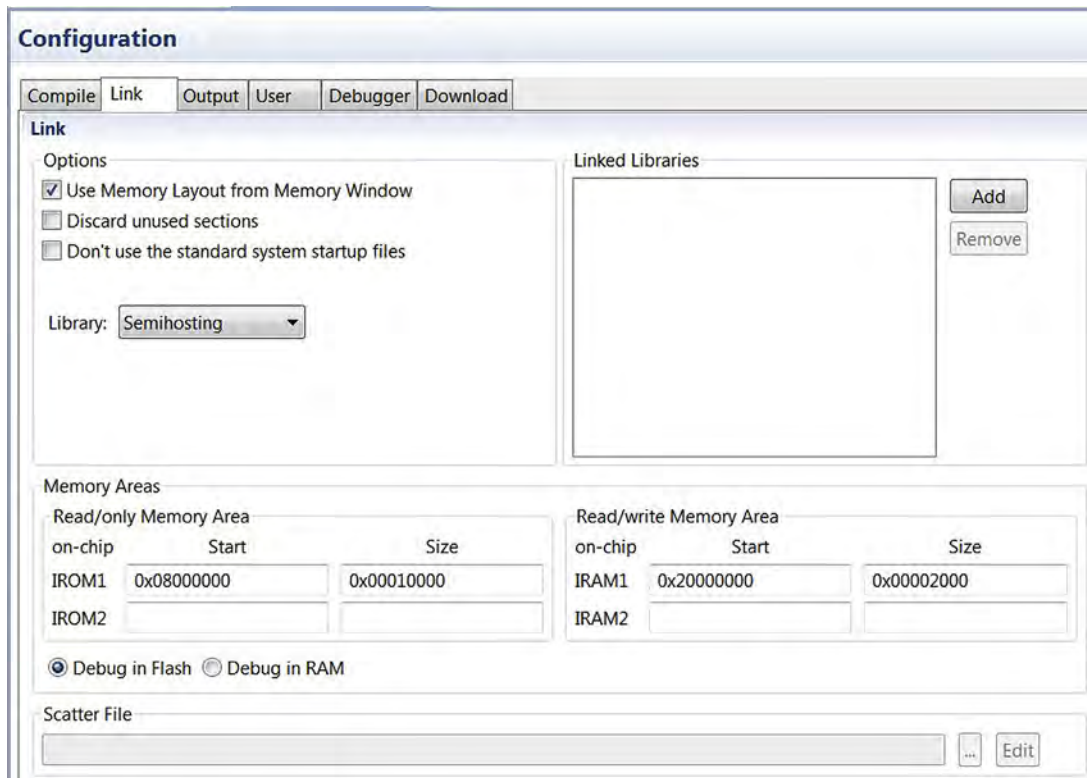 Configuration
Compile Link Output User Debugger Download
Link
Options
Use Memory Layout from Memory Window
Discard unused sections
Don't use the standard system startup files
Library: Semihosting
Linked Libraries
Add
Remove
Memory Areas
Read/only Memory Area
on-chip Start Size
IROM1 0x08000000 0x00010000
IROM2
Read/write Memory Area
on-chip Start Size
IRAM1 0x20000000 0x00002000
IRAM2
Debug in Flash Debug in RAM
Scatter File
... Edit